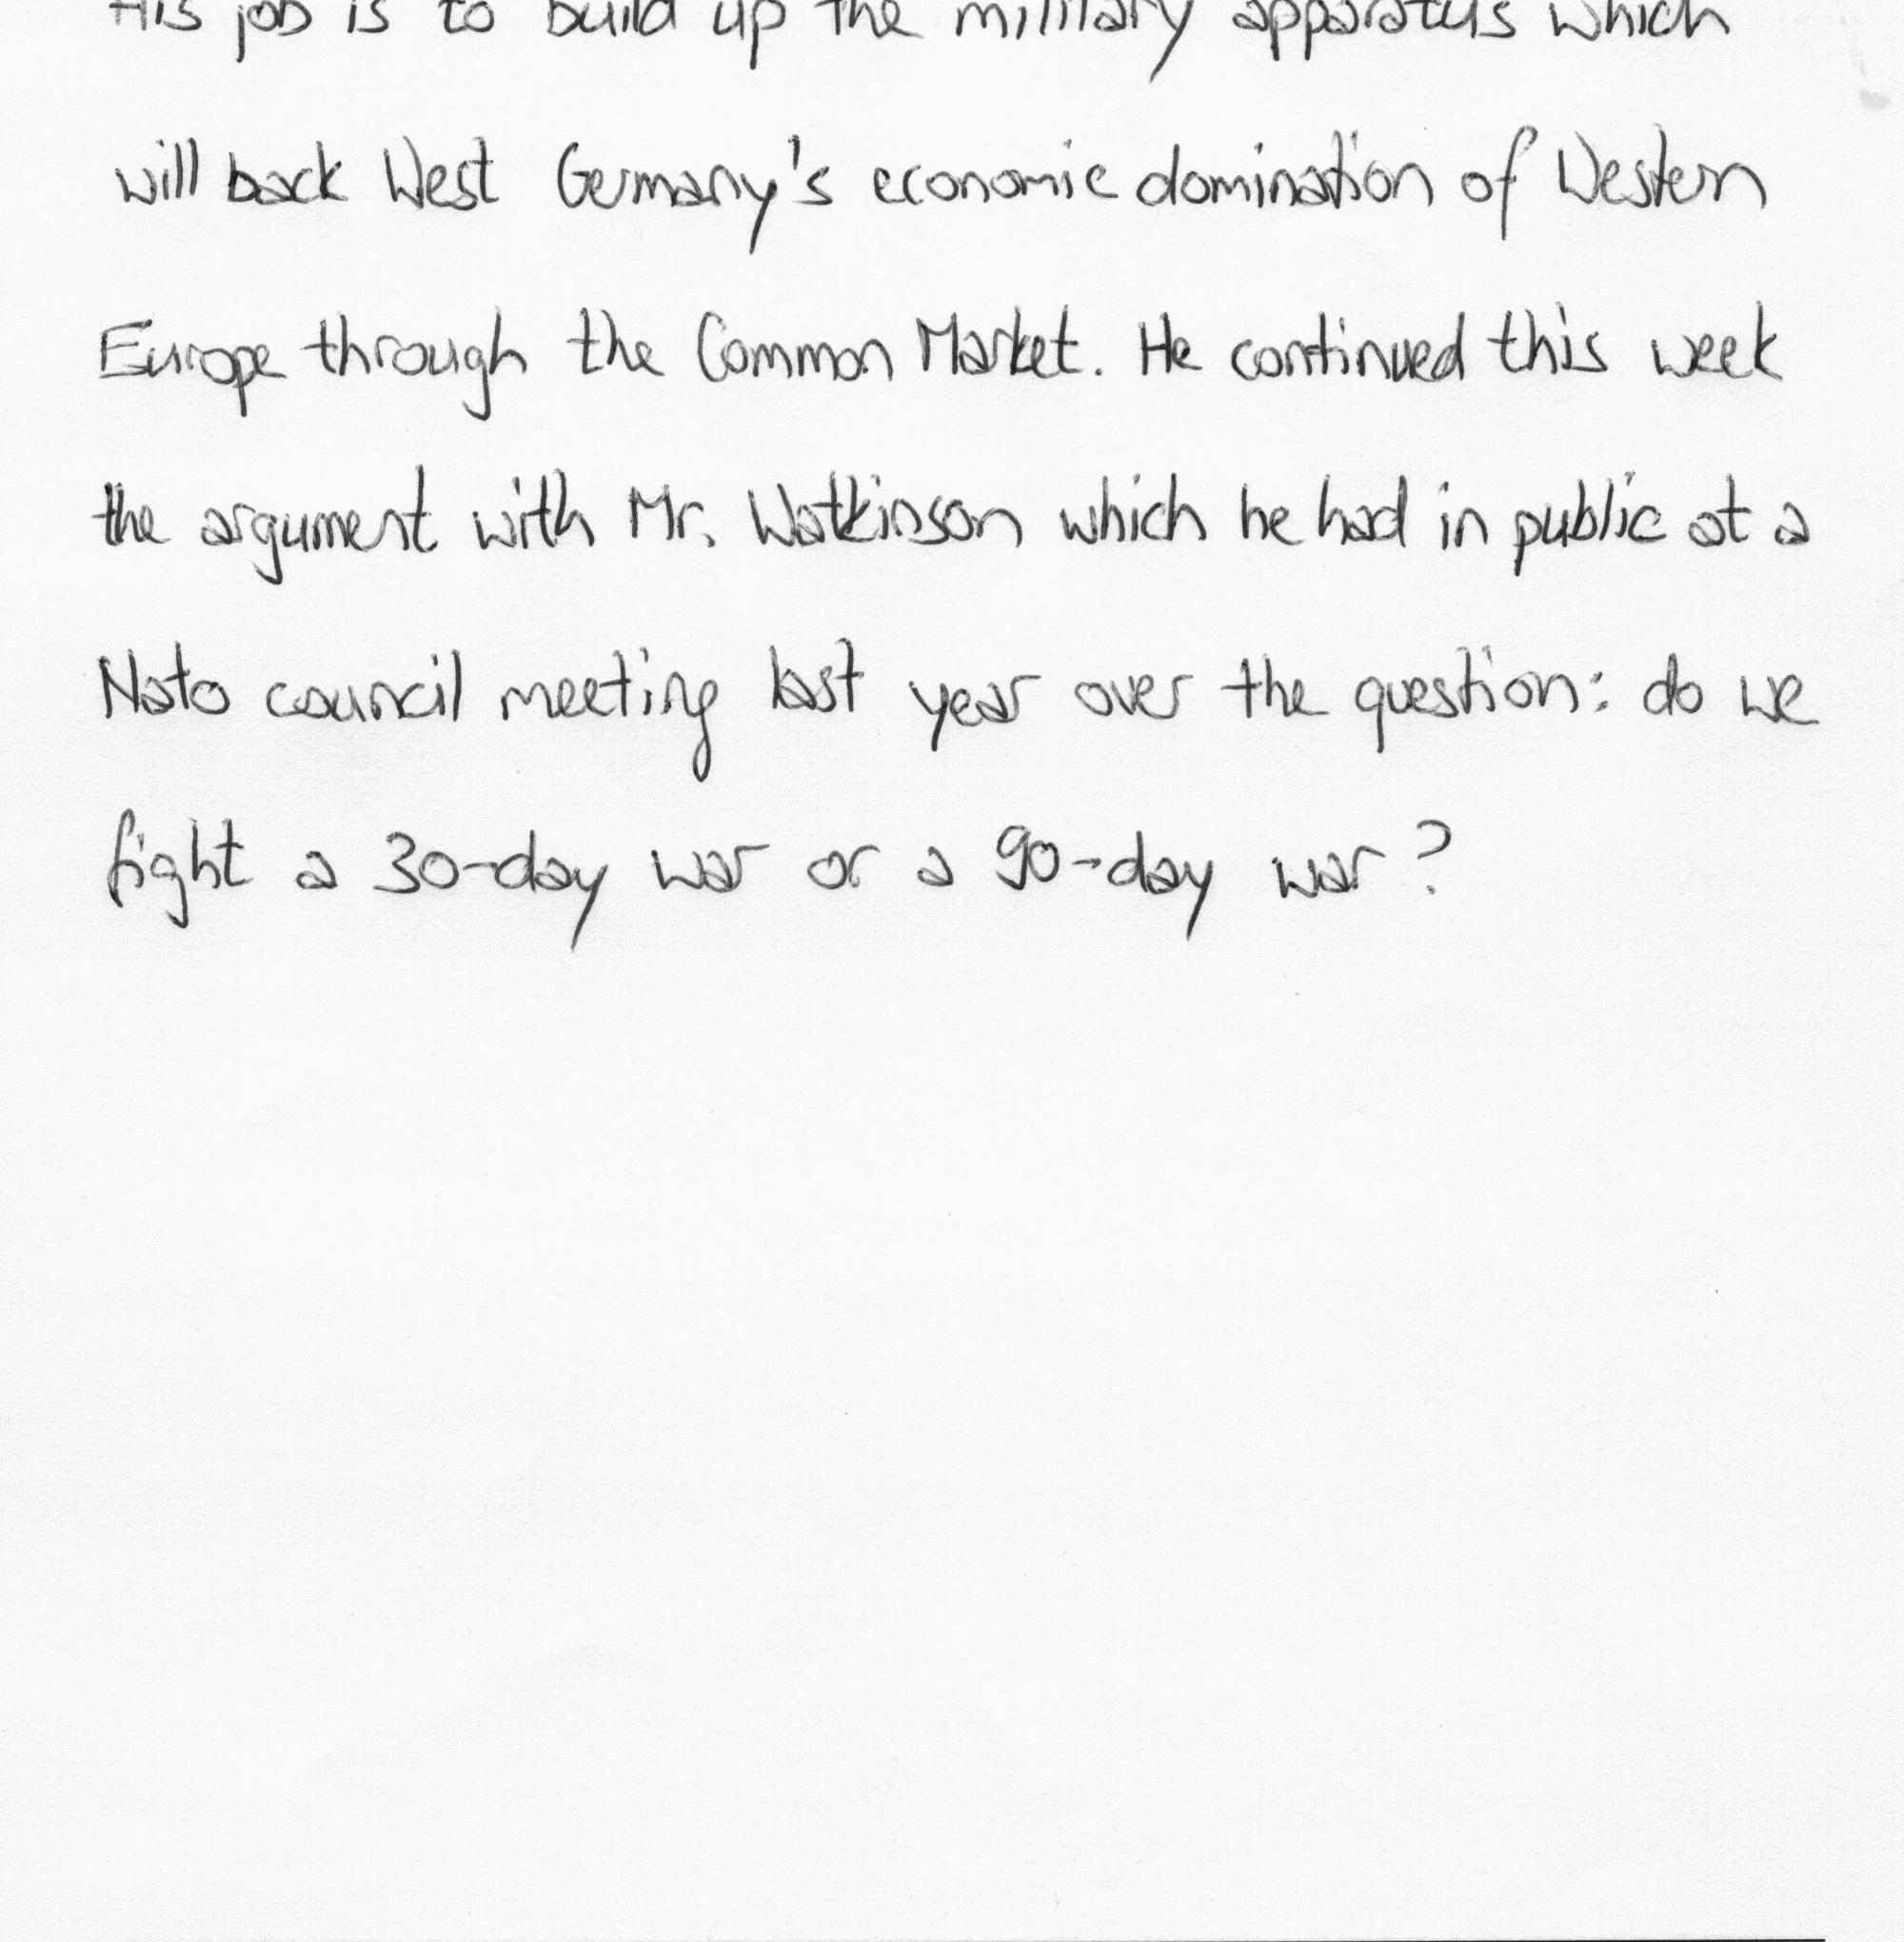 His job is to build up the military apparatus which
will back West Germany's economic domination of Western
Europe through the Common Market. He continued this week
the argument with Mr. Watkinson which he had in public at a
Nato council meeting last year over the question: do we
fight a 30-day war or a 90-day war?